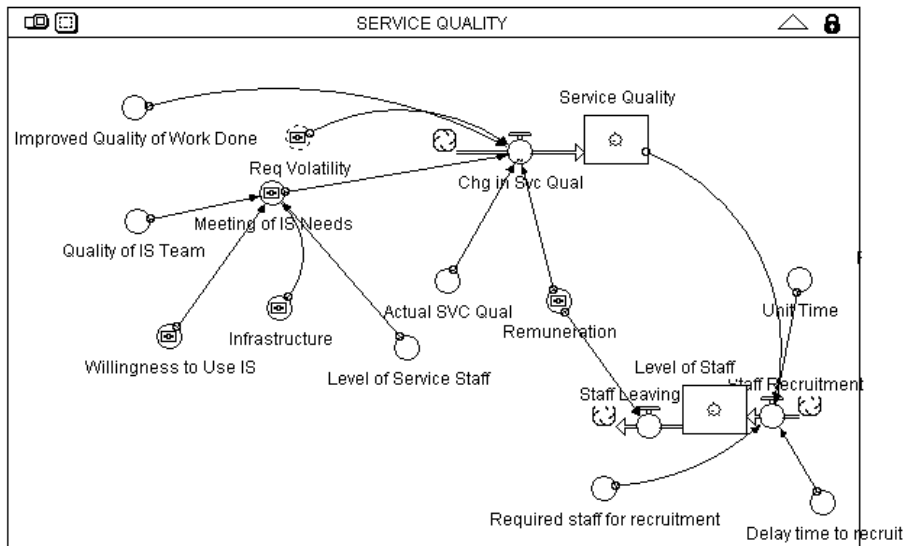 SERVICE QUALITY
Service Quality
Improved Quality of Work Done
Req Volatility
Chg in Svc Qual
Meeting of IS Needs
Quality of IS Team
Actual SVC Qual
Unit Time
Infrastructure
Remuneration
Willingness to Use IS
Level of Service Staff
Level of Staff
Staff Leaving
Staff Recruitment
Required staff for recruitment
Delay time to recruit